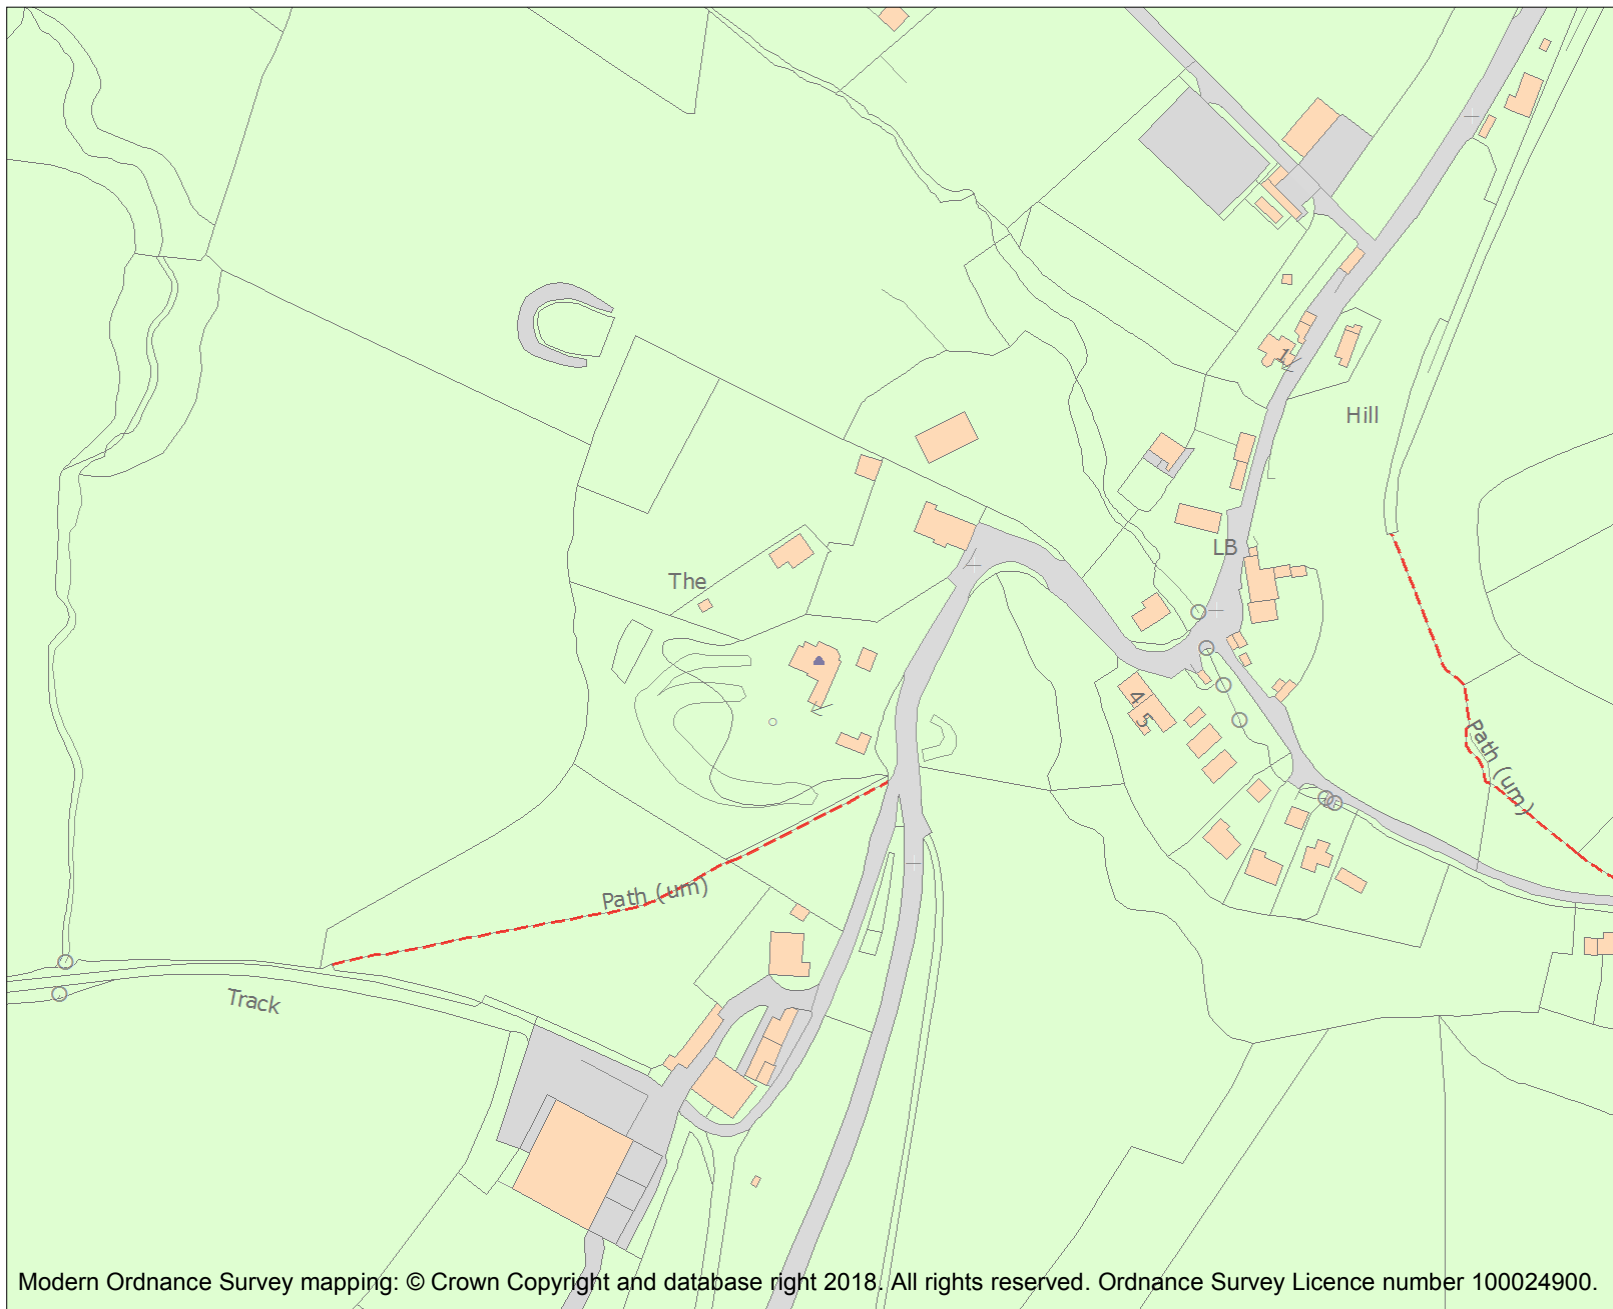 1
Hill
LB
The
4
5
Path (um)
Path (um)
Track
Modern Ordnance Survey mapping: © Crown Copyright and database right 2018. All rights reserved. Ordnance Survey Licence number 100024900.